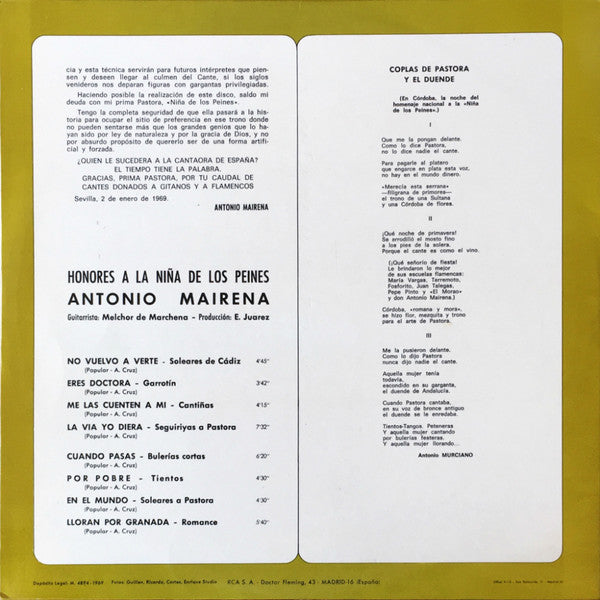 cia y esta técnica servirán para futuros intérpretes que pien-
sen y deseen llegar al culmen del Cante, si los siglos
venideros nos deparan figuras con gargantas privilegiadas.
Haciendo posible la realización de este disco, saldo mi
deuda con mi prima Pastora, «Niña de los Peines».
Tengo la completa seguridad de que ella pasará a la histo-
ria para ocupar el sitio de preferencia en ese trono donde
no pueden sentarse más que los grandes genios que lo ha-
yan sido por ley de naturaleza y por la gracia de Dios, y no
por absurdo propósito de quererlo ser de una forma arti-
ficial y forzada.
¿QUIEN LE SUCEDERA A LA CANTAORA DE ESPAÑA?
EL TIEMPO TIENE LA PALABRA.
GRACIAS, PRIMA PASTORA, POR TU CAUDAL DE
CANTES DONADOS A GITANOS Y A FLAMENCOS
Sevilla, 2 de enero de 1969.
ANTONIO MAIRENA
HONORES A LA NIÑA DE LOS PEINES
ANTONIO MAIRENA
Guitarrista: Melchor de Marchena - Producción: E. Juarez
NO VUELVO A VERTE - Soleares de Cádiz 4'45"
(Popular - A. Cruz)
ERES DOCTORA - Garrotín 3'42"
(Popular - A. Cruz)
ME LAS CUENTEN A MI - Cantiñas 4'15"
(Popular - A. Cruz)
LA VIA YO DIERA - Seguiriyas a Pastora 7'32"
(Popular - A. Cruz)
CUANDO PASAS - Bulerías cortas 6'20"
(Popular - A. Cruz)
POR POBRE - Tientos 4'30"
(Popular - A. Cruz)
EN EL MUNDO - Soleares a Pastora 4'30"
(Popular - A. Cruz)
LLORAN POR GRANADA - Romance 5'40"
(Popular - A. Cruz)
COPLAS DE PASTORA
Y EL DUENDE
(En Córdoba, la noche del
homenaje nacional a la «Niña
de los Peines».)
I
Que me la pongan delante.
Como lo dice Pastora,
no lo dice nadie el cante.
Para pagarle al platero
que engarce en plata esta voz,
no hay en el mundo dinero.
«Merecía esta serrana»
—filigrana de primores—
el trono de una Sultana
y una Córdoba de flores.
II
¡Qué noche de primavera!
Se arrodilló el mosto fino
a los pies de la solera,
Porque el cante es como el vino.
¡Qué señorío de fiesta!
Le brindaron lo mejor
de sus escuelas flamencas:
María Vargas, Terremoto,
Fosforito, Juan Talegas,
Pepe Pinto y «El Morao»
y don Antonio Mairena.)
Córdoba, «romana y mora»,
se hizo flor, mezquita y trono
para el arte de Pastora.
III
Me la pusieron delante.
Como lo dijo Pastora
nunca dijo nadie el cante.
Aquella mujer tenía
todavía,
escondido en su garganta,
el duende de Andalucía.
Cuando Pastora cantaba,
en su voz de bronce antiguo
el duende se le enredaba.
Tientos-Tangos, Peteneras
Y aquella mujer cantando
por bulerías festeras.
Y aquella mujer llorando...
Antonio MURCIANO
Depósito Legal: M. 4894-1969 Fotos: Guillén, Ricardo, Cortes, Enrique Studio RCA S. A. - Doctor Fleming, 43 - MADRID-16 (España)